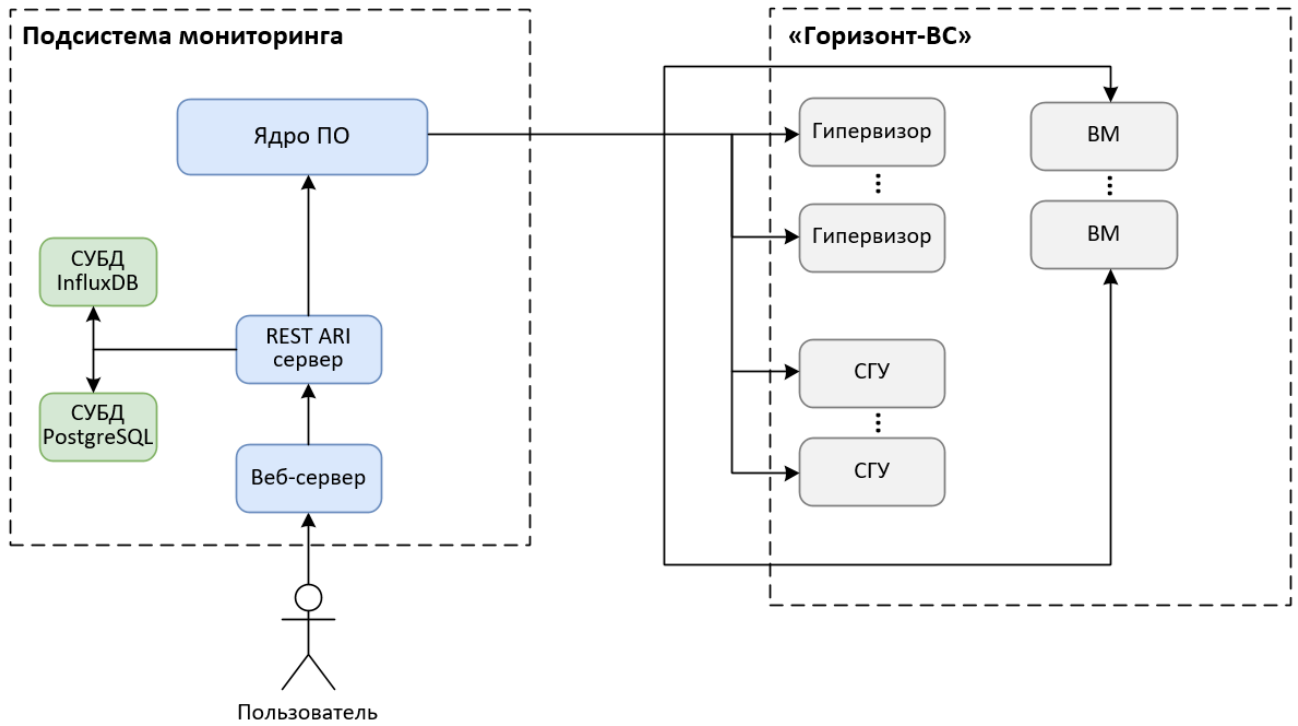 Подсистема мониторинга
Ядро ПО
СУБД
InfluxDB
REST ARI
сервер
СУБД
PostgreSQL
Веб-сервер
Пользователь
«Горизонт-ВС»
Гипервизор
ВМ
Гипервизор
ВМ
СГУ
СГУ